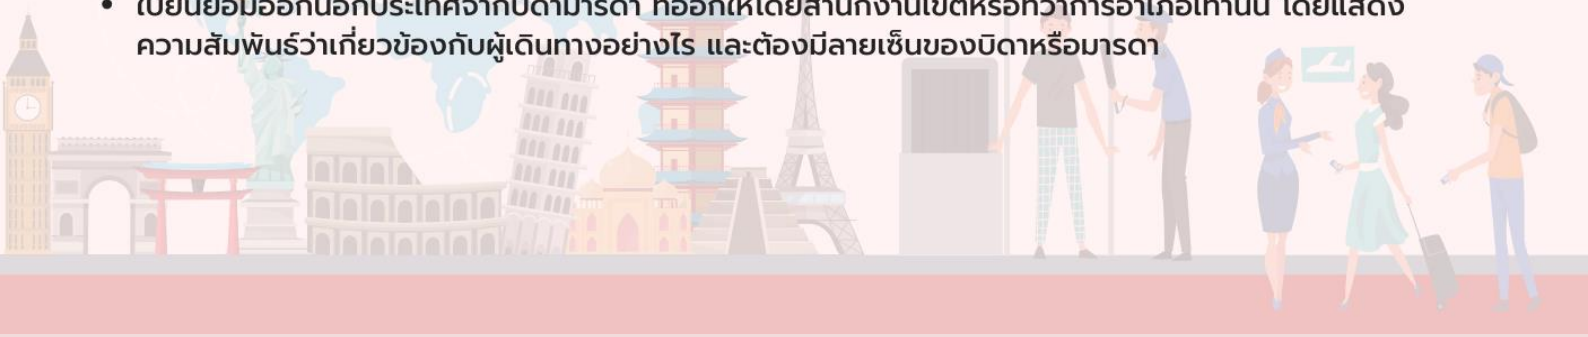 • ใบยินยอมออกนอกประเทศจากบิดามารดา ที่ออกให้โดยสำนักงานเขตหรือที่ว่าการอำเภอเท่านั้น โดยแสดง
ความสัมพันธ์ว่าเกี่ยวข้องกับผู้เดินทางอย่างไร และต้องมีลายเซ็นของบิดาหรือมารดา